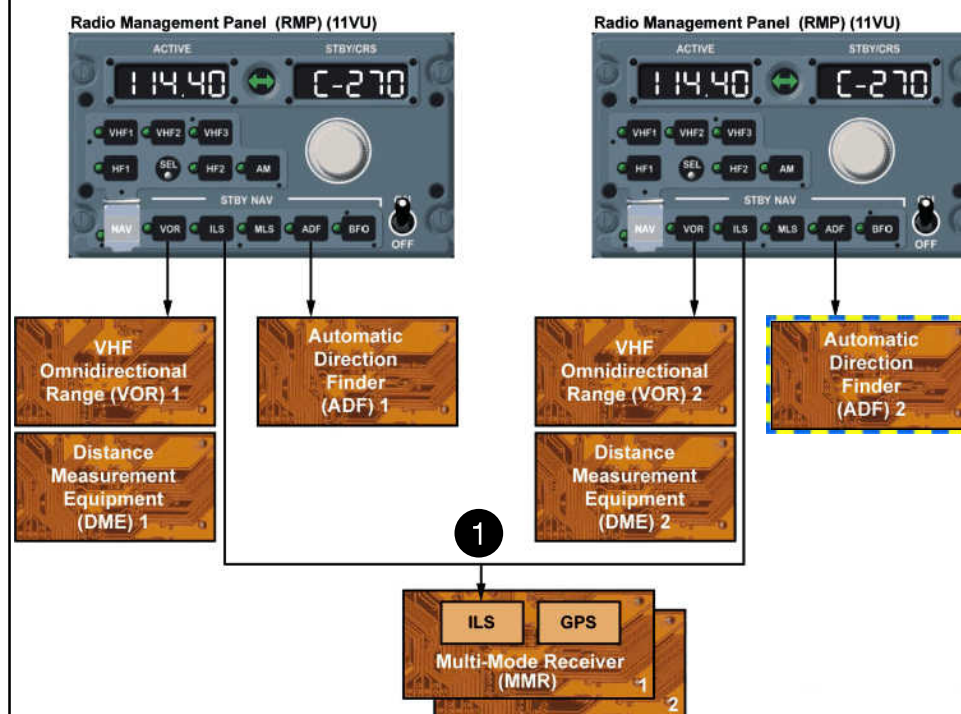 Radio Management Panel (RMP) (11VU)
ACTIVE
STBY/CRS
114.40
C-270
VHF1
VHF2
VHF3
HF1
SEL
HF2
AM
STBY NAV
NAV
VOR
ILS
MLS
ADF
BFO
OFF
VHF
Omnidirectional
Range (VOR) 1
Automatic
Direction
Finder
(ADF) 1
Distance
Measurement
Equipment
(DME) 1
Radio Management Panel (RMP) (11VU)
ACTIVE
STBY/CRS
114.40
C-270
VHF1
VHF2
VHF3
HF1
SEL
HF2
AM
STBY NAV
NAV
VOR
ILS
MLS
ADF
BFO
OFF
VHF
Omnidirectional
Range (VOR) 2
Automatic
Direction
Finder
(ADF) 2
Distance
Measurement
Equipment
(DME) 2
1
ILS
GPS
Multi-Mode Receiver
(MMR)
1
2